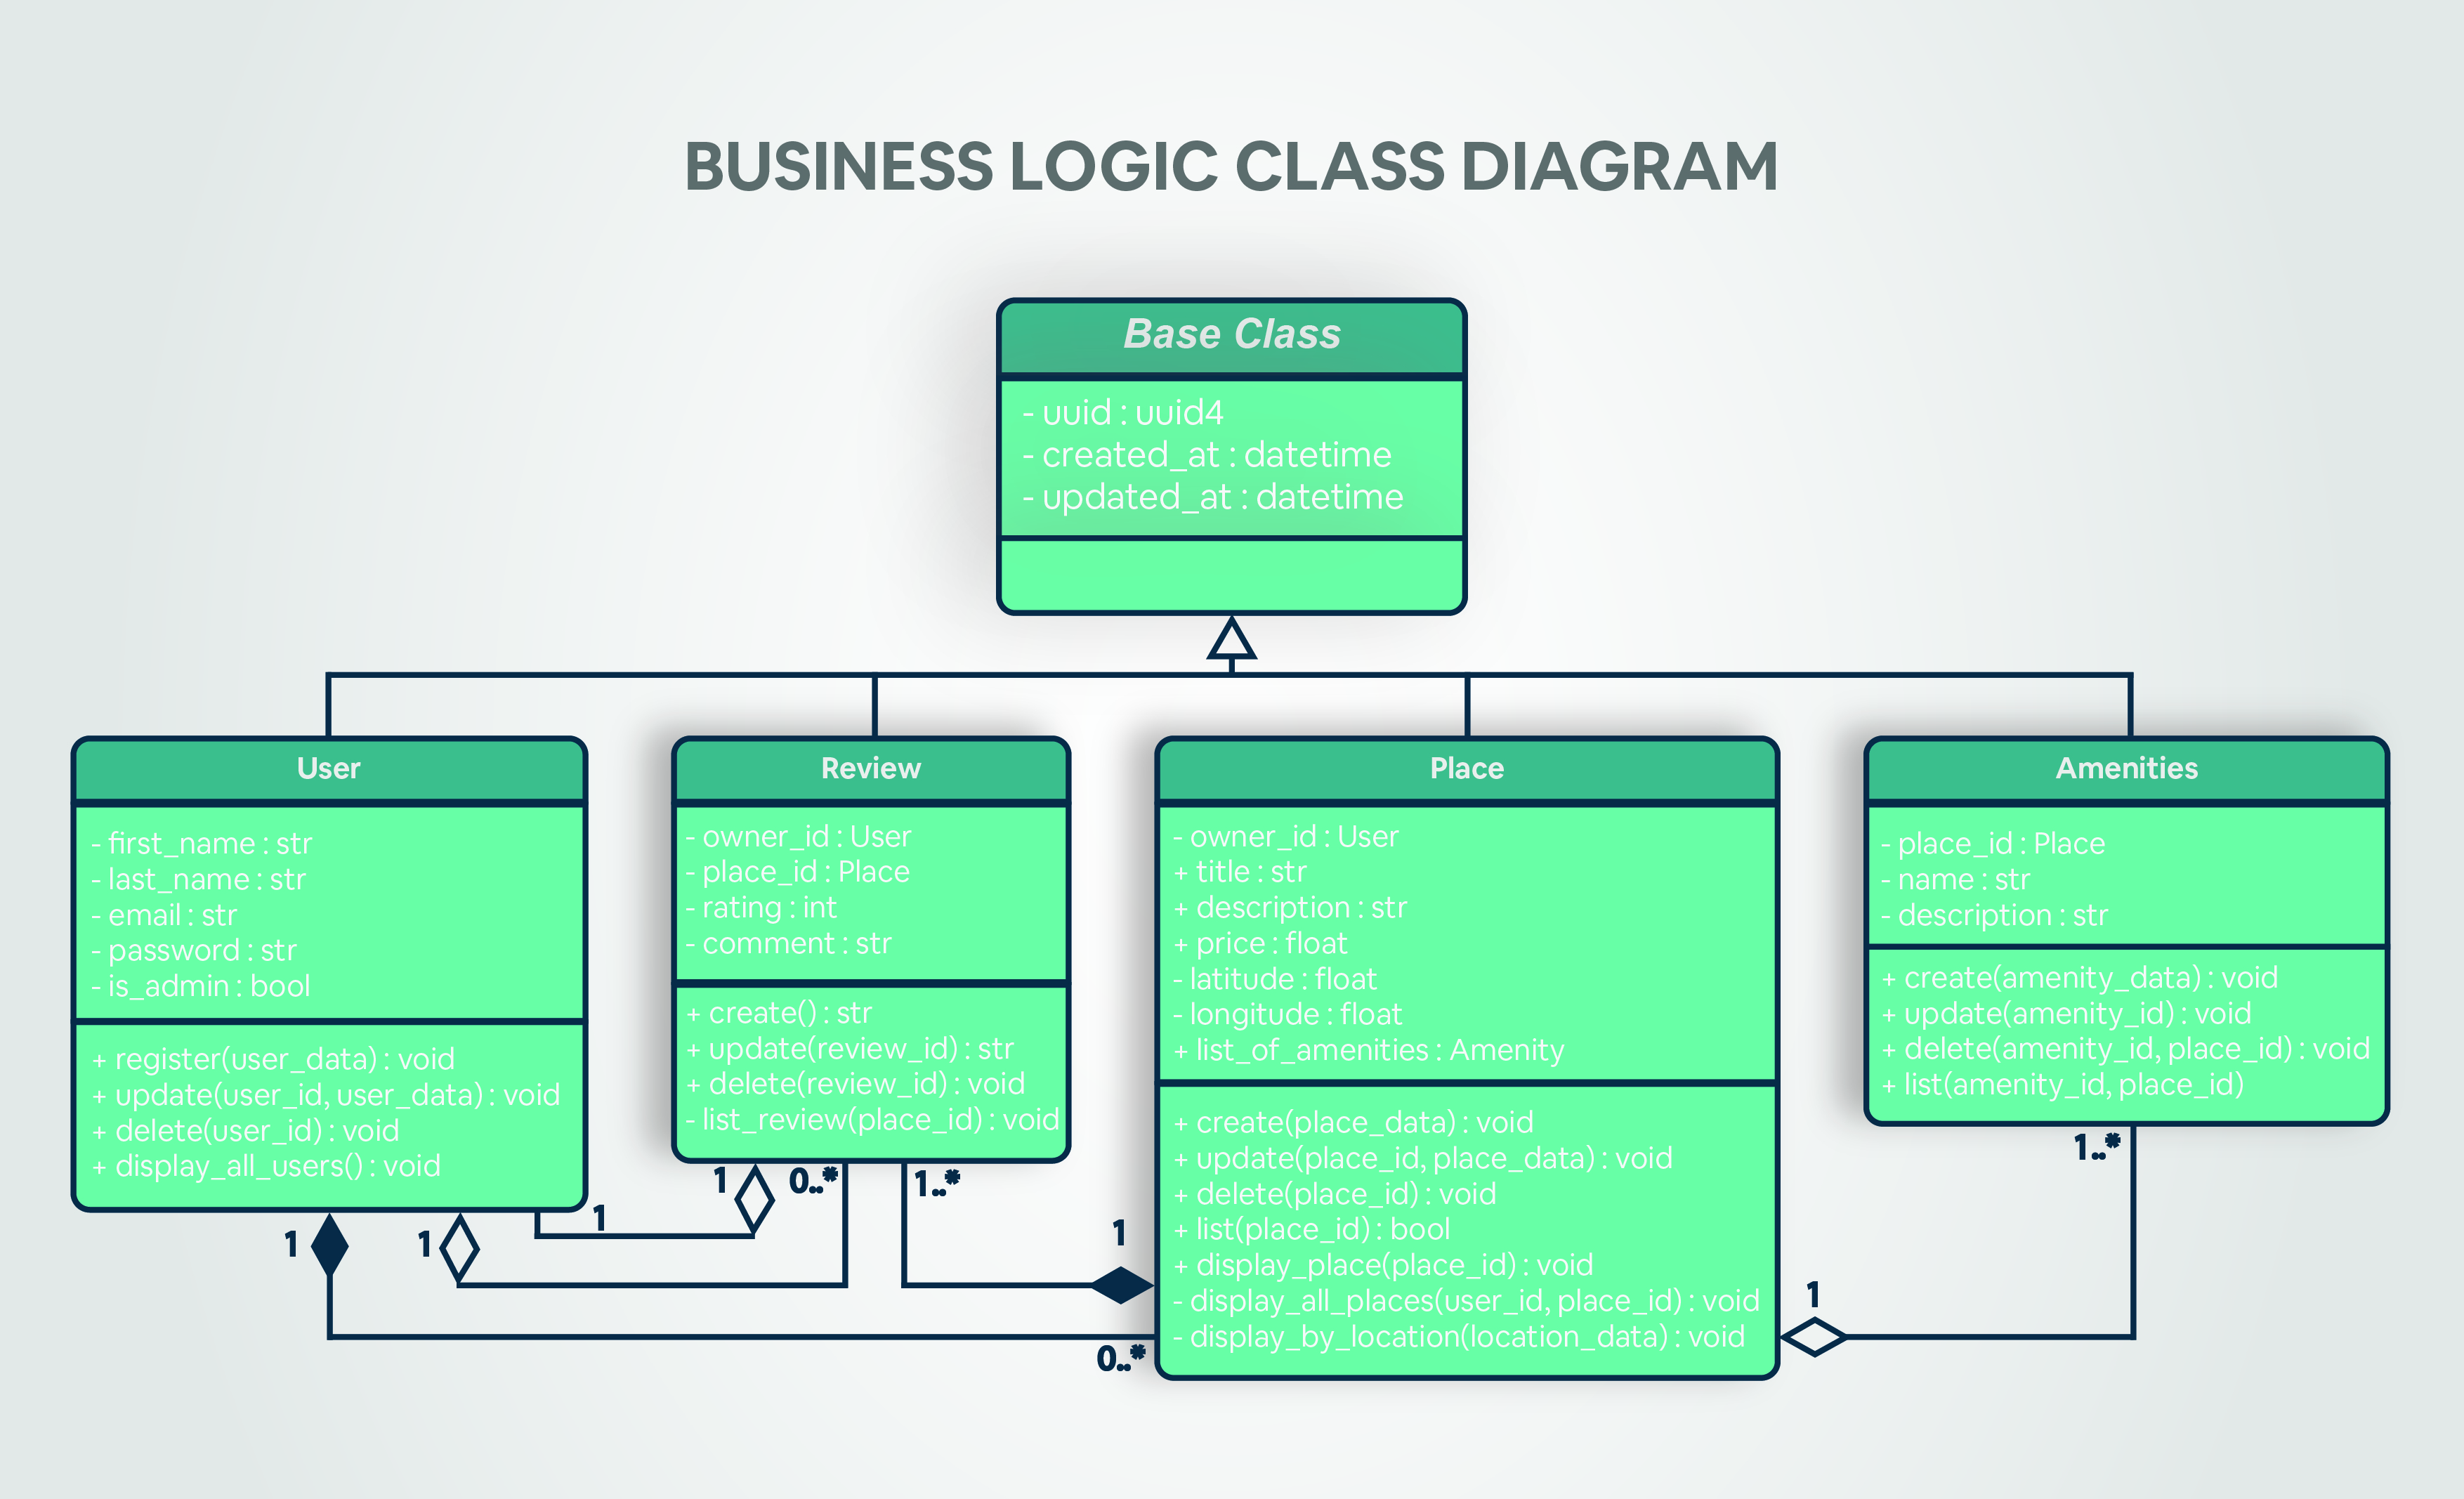 BUSINESS LOGIC CLASS DIAGRAM
Base Class
- uuid : uuid4
- created_at : datetime
- updated_at : datetime
User
- first_name : str
- last_name : str
- email : str
- password : str
- is_admin : bool
+ register(user_data) : void
+ update(user_id, user_data) : void
+ delete(user_id) : void
+ display_all_users() : void
Review
- owner_id : User
- place_id : Place
- rating : int
- comment : str
+ create() : str
+ update(review_id) : str
+ delete(review_id) : void
- list_review(place_id) : void
Place
- owner_id : User
+ title : str
+ description : str
+ price : float
- latitude : float
- longitude : float
+ list_of_amenities : Amenity
+ create(place_data) : void
+ update(place_id, place_data) : void
+ delete(place_id) : void
+ list(place_id) : bool
+ display_place(place_id) : void
- display_all_places(user_id, place_id) : void
- display_by_location(location_data) : void
Amenities
- place_id : Place
- name : str
- description : str
+ create(amenity_data) : void
+ update(amenity_id) : void
+ delete(amenity_id, place_id) : void
+ list(amenity_id, place_id)
1
1
1
1
0..*
1..*
1
0..*
1
1..*